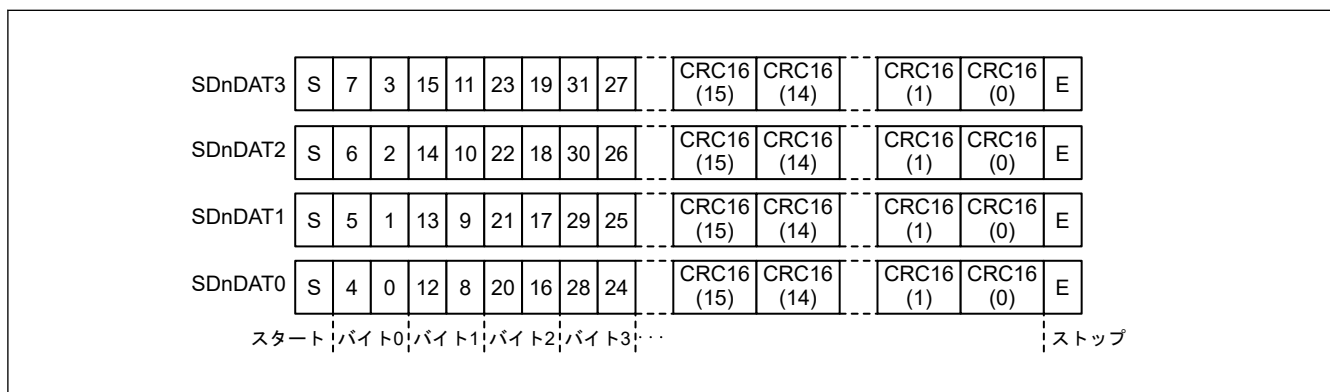 SDnDAT3 S 7 3 15 11 23 19 31 27 CRC16 (15) CRC16 (14) CRC16 (1) CRC16 (0) E
SDnDAT2 S 6 2 14 10 22 18 30 26 CRC16 (15) CRC16 (14) CRC16 (1) CRC16 (0) E
SDnDAT1 S 5 1 13 9 21 17 29 25 CRC16 (15) CRC16 (14) CRC16 (1) CRC16 (0) E
SDnDAT0 S 4 0 12 8 20 16 28 24 CRC16 (15) CRC16 (14) CRC16 (1) CRC16 (0) E
スタート バイト0 バイト1 バイト2 バイト3 ··· ストップ